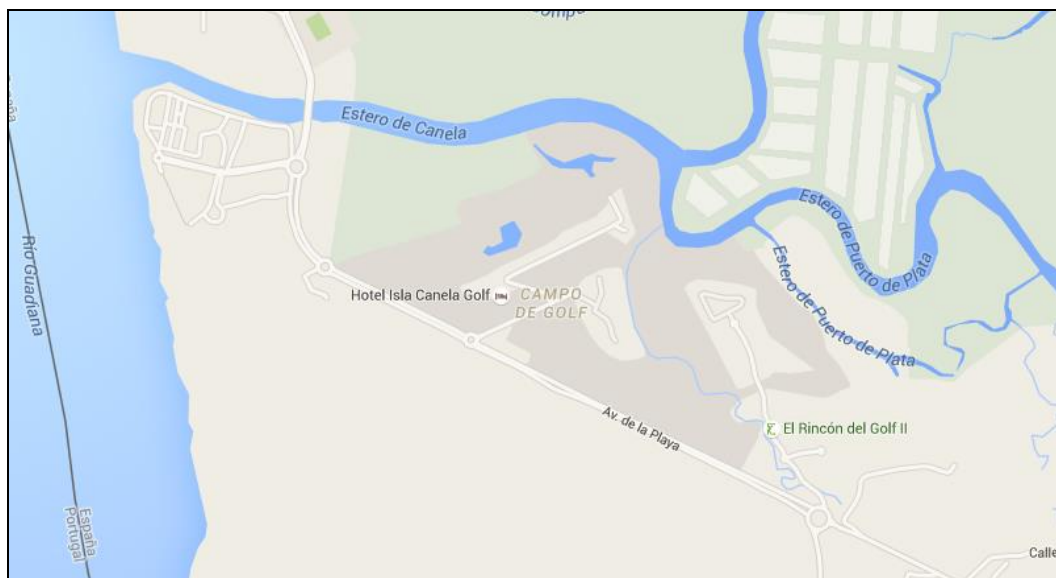 España
Estero de Canela
Estero de Puerto de Plata
Río Guadiana
Hotel Isla Canela Golf
CAMPO
DE GOLF
Estero de Puerto de Plata
Av. de la Playa
El Rincón del Golf II
España
Portugal
Calle